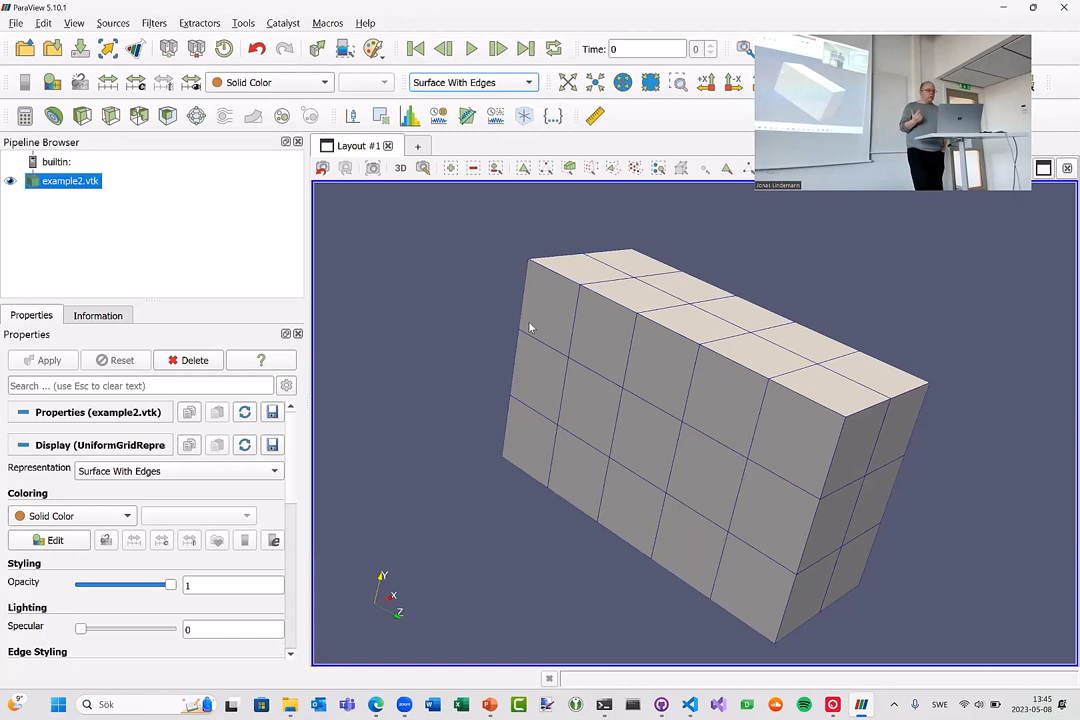 ParaView 5.10.1
File Edit View Sources Filters Extractors Tools Catalyst Macros Help
Time: 0 0
Solid Color Surface With Edges
+X -X
Pipeline Browser
Layout #1
builtin:
example2.vtk
3D
Jonas Lindemann
Properties Information
Properties
Apply Reset Delete ?
Search ... (use Esc to clear text)
Properties (example2.vtk)
Display (UniformGridRepre
Representation Surface With Edges
Coloring
Solid Color
Edit
Styling
Opacity 1
Lighting
Specular 0
Edge Styling
Y
X
Z
9°
Sök
SWE
13:45
2023-05-08